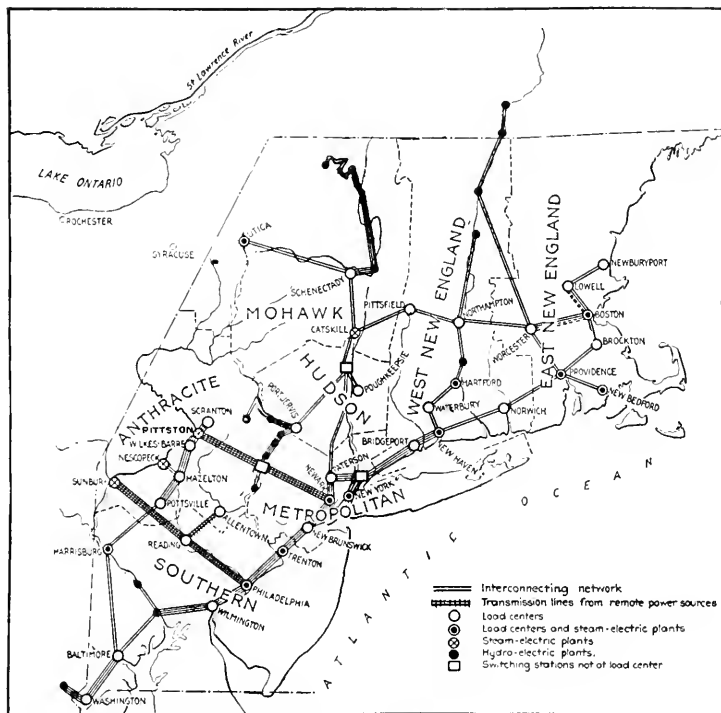 St Lawrence River
LAKE ONTARIO
ROCHESTER
SYRACUSE
UTICA
SCHENECTADY
MOHAWK
CATSKILL
PITTSFIELD
NORTHAMPTON
WEST NEW ENGLAND
EAST NEW ENGLAND
NEWBURYPORT
LOWELL
BOSTON
WORCESTER
BROCKTON
PROVIDENCE
NEW BEDFORD
HARTFORD
WATERBURY
NORWICH
BRIDGEPORT
NEW HAVEN
HUDSON
POUGHKEEPSIE
PORT JERVIS
ANTHRACITE
SCRANTON
PITTSTON
WILKES-BARRE
NESCOPECK
HAZELTON
SUNBUR
POTTSVILLE
ALLENTOWN
READING
HARRISBURG
PATERSON
NEWARK
NEW YORK
METROPOLITAN
NEW BRUNSWICK
TRENTON
PHILADELPHIA
SOUTHERN
WILMINGTON
BALTIMORE
WASHINGTON
ATLANTIC OCEAN
Interconnecting network
Transmission lines from remote power sources
Load centers
Load centers and steam-electric plants
Steam-electric plants
Hydro-electric plants.
Switching stations not at load center